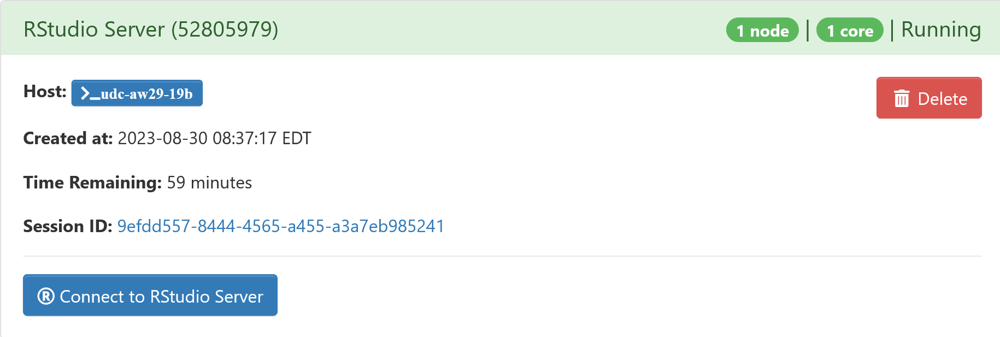 RStudio Server (52805979) 1 node | 1 core | Running
Host: >_udc-aw29-19b Delete
Created at: 2023-08-30 08:37:17 EDT
Time Remaining: 59 minutes
Session ID: 9efdd557-8444-4565-a455-a3a7eb985241
® Connect to RStudio Server